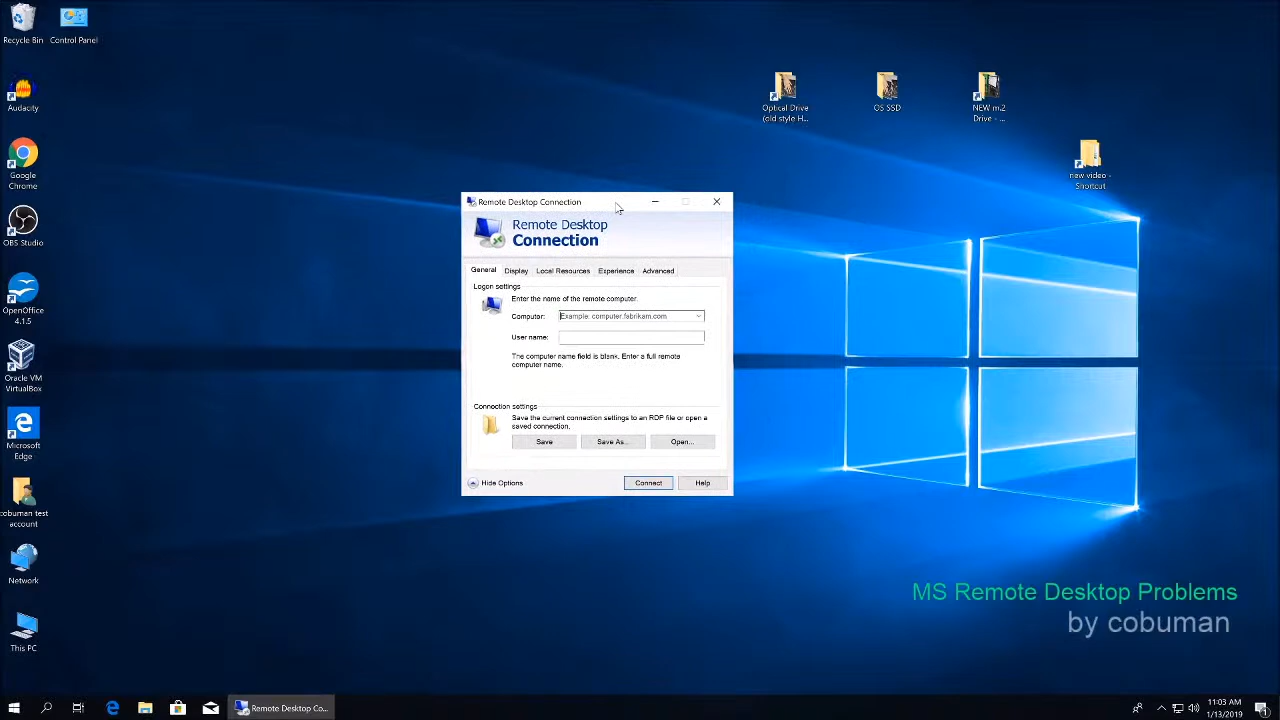 Recycle Bin
Control Panel
Audacity
Google
Chrome
OBS Studio
OpenOffice
4.1.5
Oracle VM
VirtualBox
Microsoft
Edge
cobuman test
account
Network
This PC
Optical Drive
(old style H...
OS SSD
NEW m.2
Drive - ...
new video -
Shortcut
Remote Desktop Connection
Remote Desktop
Connection
General Display Local Resources Experience Advanced
Logon settings
Enter the name of the remote computer.
Computer: Example: computer.fabrikam.com
User name:
The computer name field is blank. Enter a full remote
computer name.
Connection settings
Save the current connection settings to an RDP file or open a
saved connection.
Save Save As... Open...
Hide Options Connect Help
MS Remote Desktop Problems
by cobuman
Remote Desktop Co...
11:03 AM
1/13/2019
1